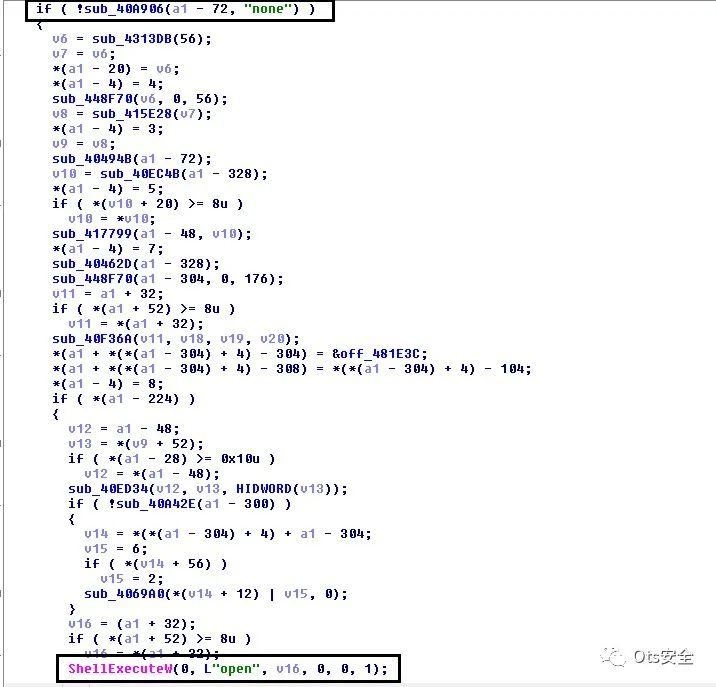 if ( !sub_40A906(a1 - 72, "none") )
{
v6 = sub_4313DB(56);
v7 = v6;
*(a1 - 20) = v6;
*(a1 - 4) = 4;
sub_448F70(v6, 0, 56);
v8 = sub_415E28(v7);
*(a1 - 4) = 3;
v9 = v8;
sub_40494B(a1 - 72);
v10 = sub_40EC4B(a1 - 328);
*(a1 - 4) = 5;
if ( *(v10 + 20) >= 8u )
v10 = *v10;
sub_417799(a1 - 48, v10);
*(a1 - 4) = 7;
sub_40462D(a1 - 328);
sub_448F70(a1 - 304, 0, 176);
v11 = a1 + 32;
if ( *(a1 + 52) >= 8u )
v11 = *(a1 + 32);
sub_40F36A(v11, v18, v19, v20);
*(a1 + *(*(a1 - 304) + 4) - 304) = &off_481E3C;
*(a1 + *(*(a1 - 304) + 4) - 308) = *(*(a1 - 304) + 4) - 104;
*(a1 - 4) = 8;
if ( *(a1 - 224) )
{
v12 = a1 - 48;
v13 = *(v9 + 52);
if ( *(a1 - 28) >= 0x10u )
v12 = *(a1 - 48);
sub_40ED34(v12, v13, HIDWORD(v13));
if ( !sub_40A42E(a1 - 300) )
{
v14 = *(*(a1 - 304) + 4) + a1 - 304;
v15 = 6;
if ( *(v14 + 56) )
v15 = 2;
sub_4069A0(*(v14 + 12) | v15, 0);
}
v16 = (a1 + 32);
if ( *(a1 + 52) >= 8u )
v16 = *(a1 + 32);
ShellExecuteW(0, L"open", v16, 0, 0, 1);
Ots安全